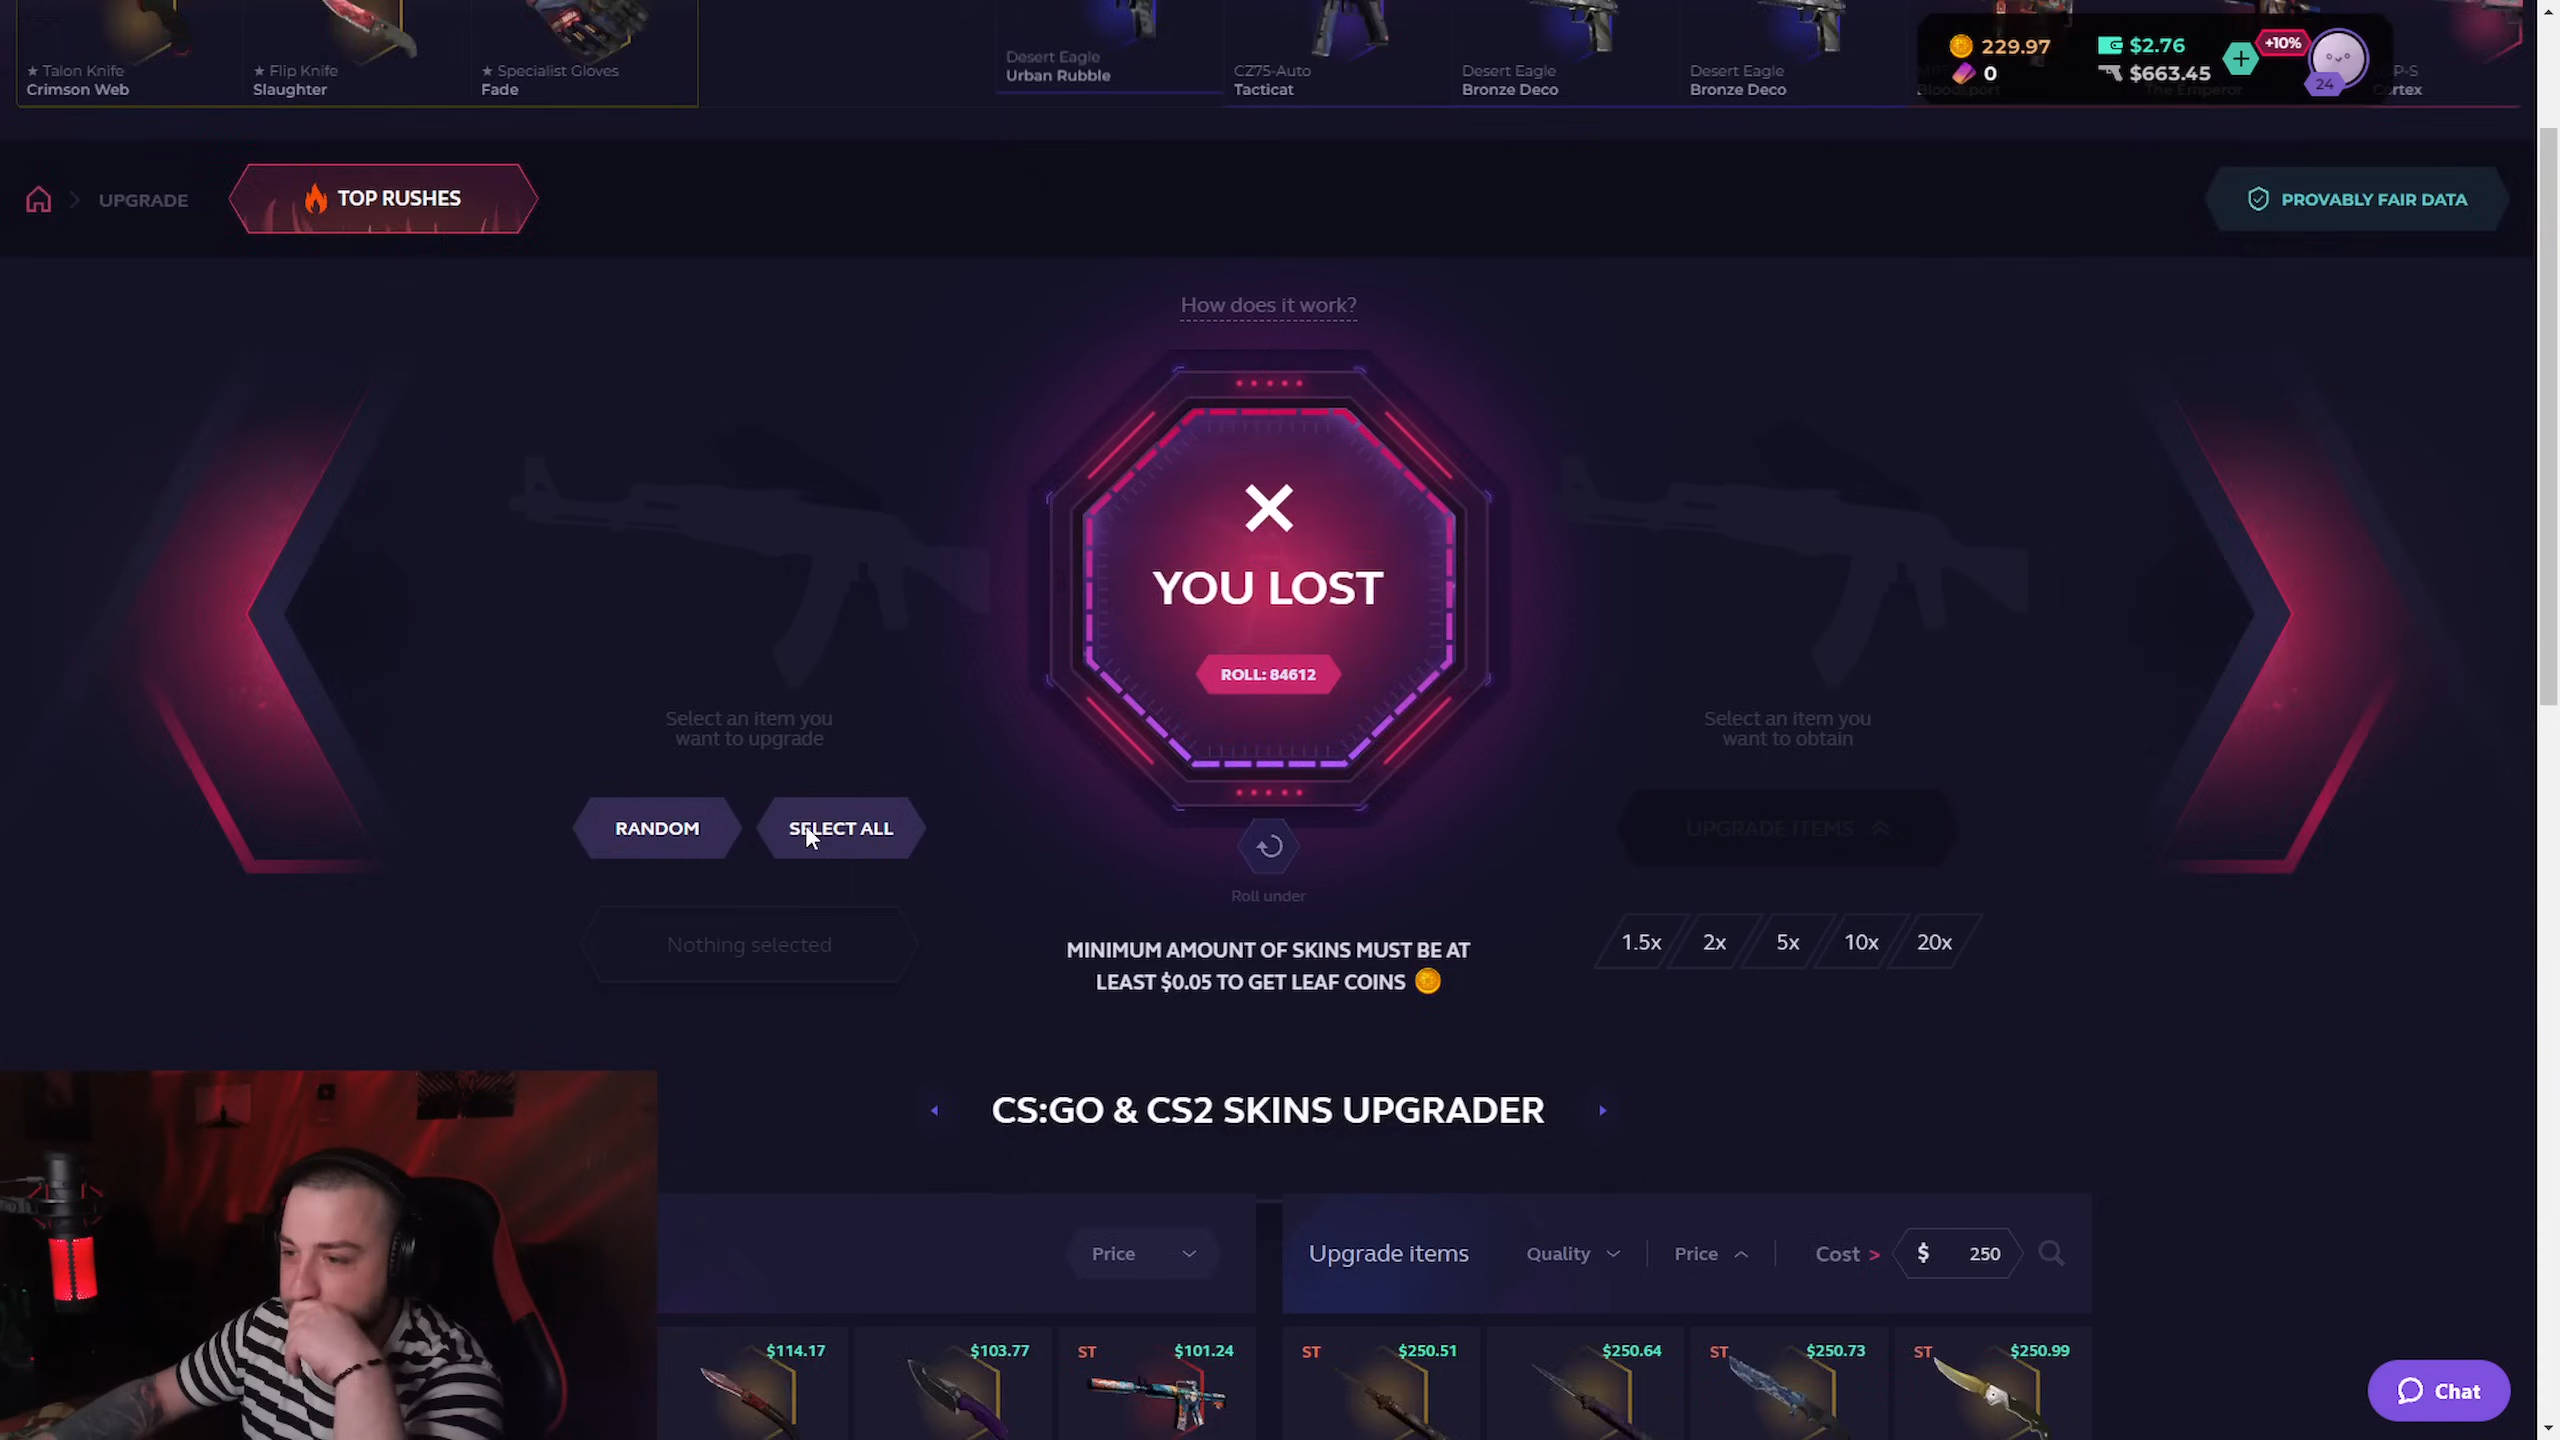 ★ Talon Knife
Crimson Web
★ Flip Knife
Slaughter
★ Specialist Gloves
Fade
Desert Eagle
Urban Rubble
CZ75-Auto
Tacticat
Desert Eagle
Bronze Deco
Desert Eagle
Bronze Deco
Bloodsport
The Emperor
P-S
Cortex
229.97
0
$2.76
$663.45
+10%
24
UPGRADE
TOP RUSHES
PROVABLY FAIR DATA
How does it work?
YOU LOST
ROLL: 84612
Select an item you
want to upgrade
RANDOM
SELECT ALL
Nothing selected
Roll under
MINIMUM AMOUNT OF SKINS MUST BE AT
LEAST $0.05 TO GET LEAF COINS
Select an item you
want to obtain
UPGRADE ITEMS
1.5x 2x 5x 10x 20x
CS:GO & CS2 SKINS UPGRADER
Price
Upgrade items Quality Price Cost > $ 250
$114.17
$103.77
ST $101.24
ST $250.51
$250.64
ST $250.73
ST $250.99
Chat